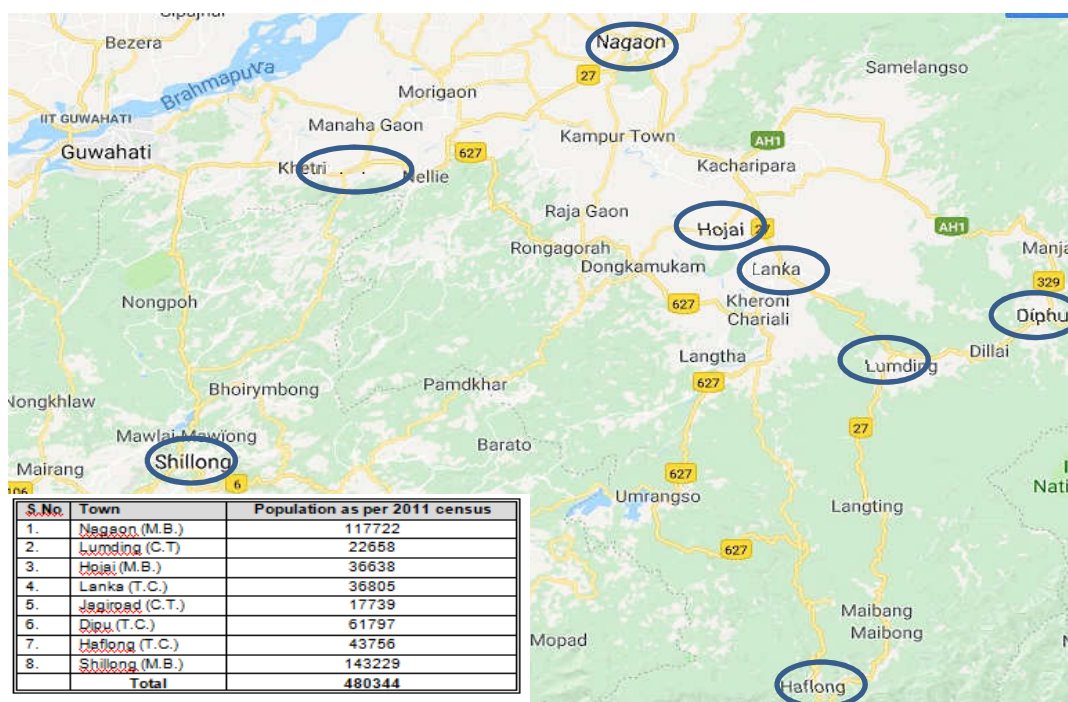 Nagaon
Bezera
Samelangso
27
Brahmaputra
Morigaon
IIT GUWAHATI
Manaha Gaon
Kampur Town
AH1
Guwahati
627
Khetri
Nellie
Kacharipara
Raja Gaon
Hojai
27
AH1
Rongagorah
Manja
Dongkamukam
Lanka
329
Nongpoh
627
Kheroni
Chariali
Diphu
Langtha
Dillai
Lumding
Bhoirymbong
Pamdkhar
627
Nongkhlaw
Mawlai Mawiong
27
Barato
Shillong
Mairang
6
627
106
Nati
Umrangso
Langting
627
Maibang
Maibong
Mopad
Haflong
S.No Town Population as per 2011 census
1. Nagaon (M.B.) 117722
2. Lumding (C.T) 22658
3. Hojai (M.B.) 36638
4. Lanka (T.C.) 36805
5. Jagiroad (C.T.) 17739
6. Dipu (T.C.) 61797
7. Haflong (T.C.) 43756
8. Shillong (M.B.) 143229
Total 480344